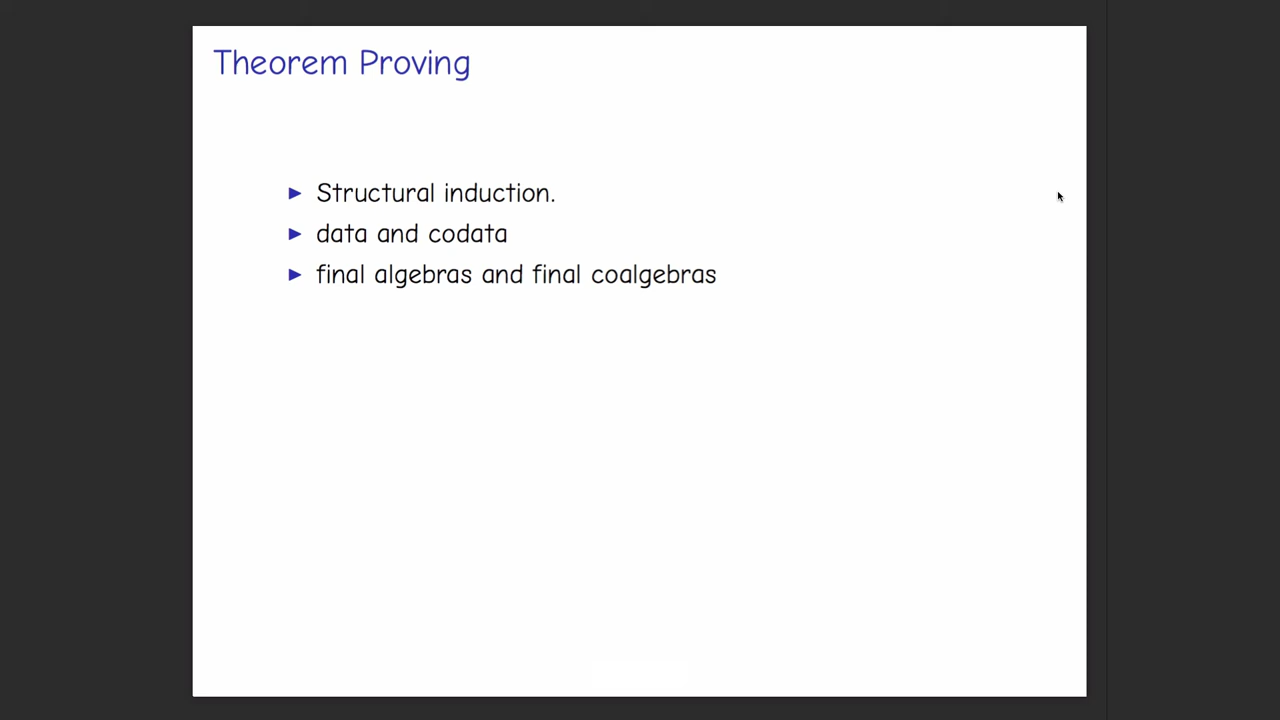 Theorem Proving
► Structural induction.
► data and codata
► final algebras and final coalgebras